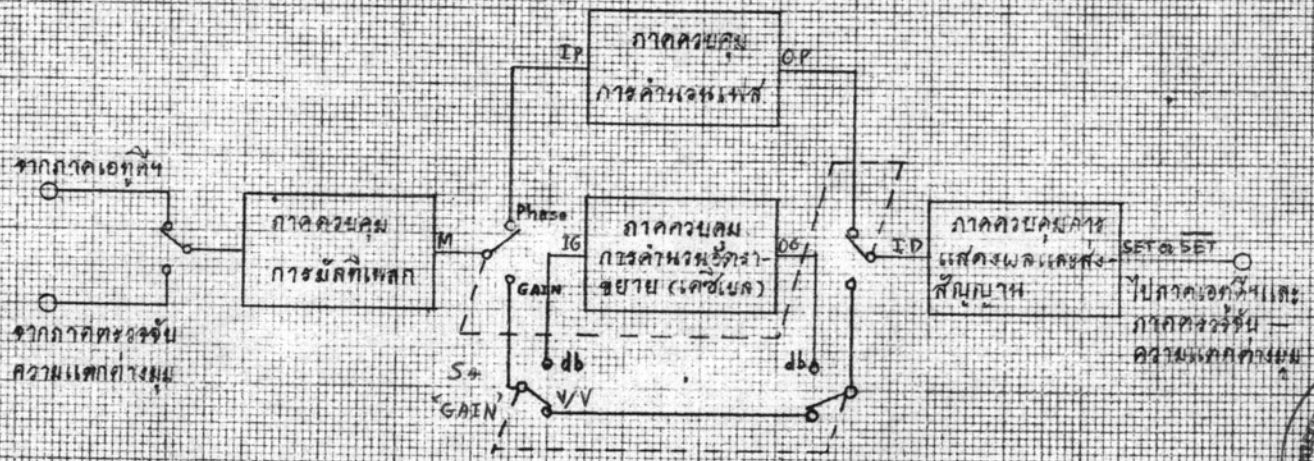 ภาคควบคุม
การคำนวนเฟส
IP
OP
จากภาคเอทูดีฯ
ภาคควบคุม
การมัลทิเพลก
M
Phase
GAIN
IG
ภาคควบคุม
การคำนวนอัตรา-
ขยาย (เดซิเบล)
OG
ID
ภาคควบคุมการ
แสดงผลและส่ง-
สัญญาน
SET or SET
ไปภาคเอทูดีฯและ
ภาคตรวจจับ
ความแตกต่างมุม
จากภาคตรวจจับ
ความแตกต่างมุม
db
db
S4
"GAIN"
V/V